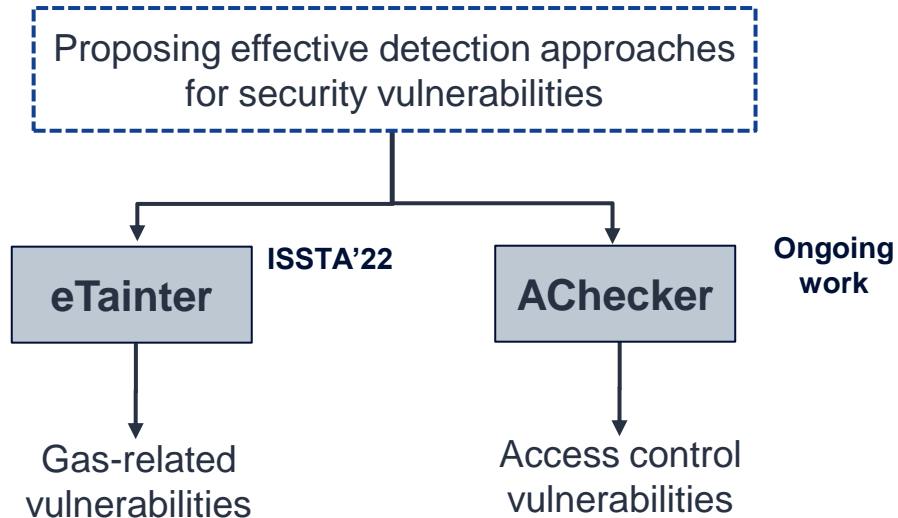 Proposing effective detection approaches
for security vulnerabilities
eTainter
ISSTA’22
AChecker
Ongoing
work
Gas-related
vulnerabilities
Access control
vulnerabilities